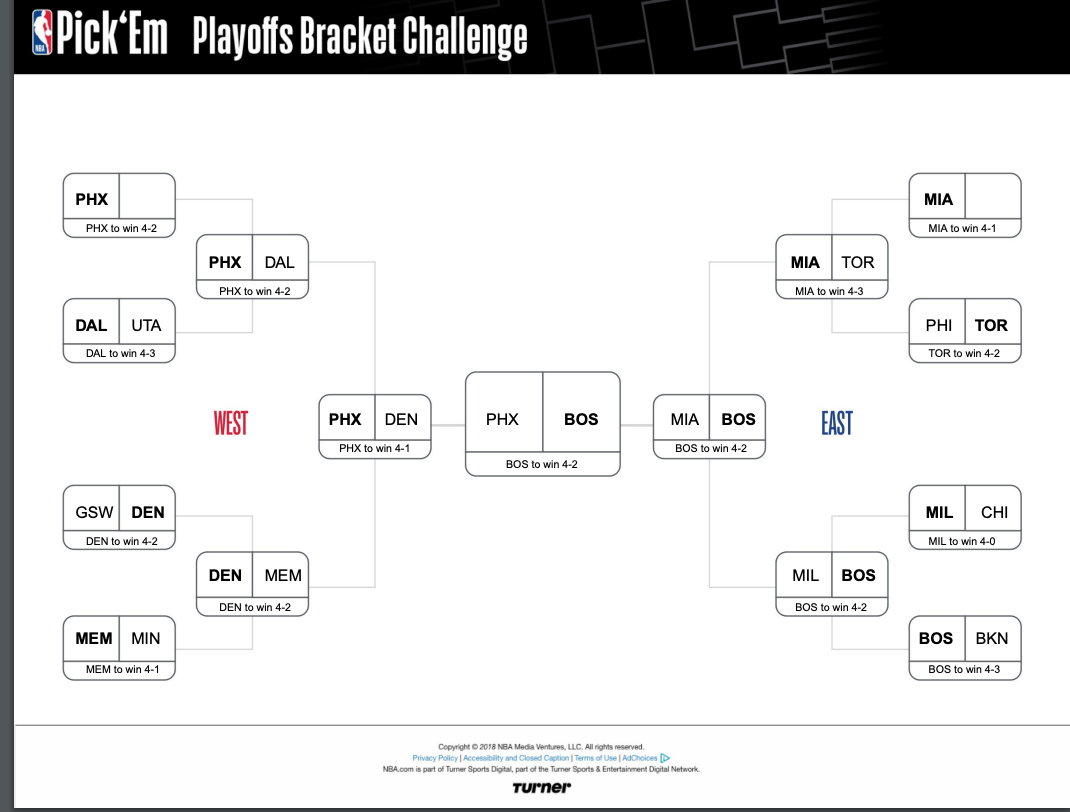 NBA Pick‘Em Playoffs Bracket Challenge
PHX
PHX to win 4-2
PHX DAL
PHX to win 4-2
DAL UTA
DAL to win 4-3
WEST
PHX DEN
PHX to win 4-1
GSW DEN
DEN to win 4-2
DEN MEM
DEN to win 4-2
MEM MIN
MEM to win 4-1
PHX BOS
BOS to win 4-2
MIA
MIA to win 4-1
MIA TOR
MIA to win 4-3
PHI TOR
TOR to win 4-2
MIA BOS
BOS to win 4-2
EAST
MIL CHI
MIL to win 4-0
MIL BOS
BOS to win 4-2
BOS BKN
BOS to win 4-3
Copyright © 2018 NBA Media Ventures, LLC. All rights reserved.
Privacy Policy | Accessibility and Closed Caption | Terms of Use | AdChoices
NBA.com is part of Turner Sports Digital, part of the Turner Sports & Entertainment Digital Network.
Turner